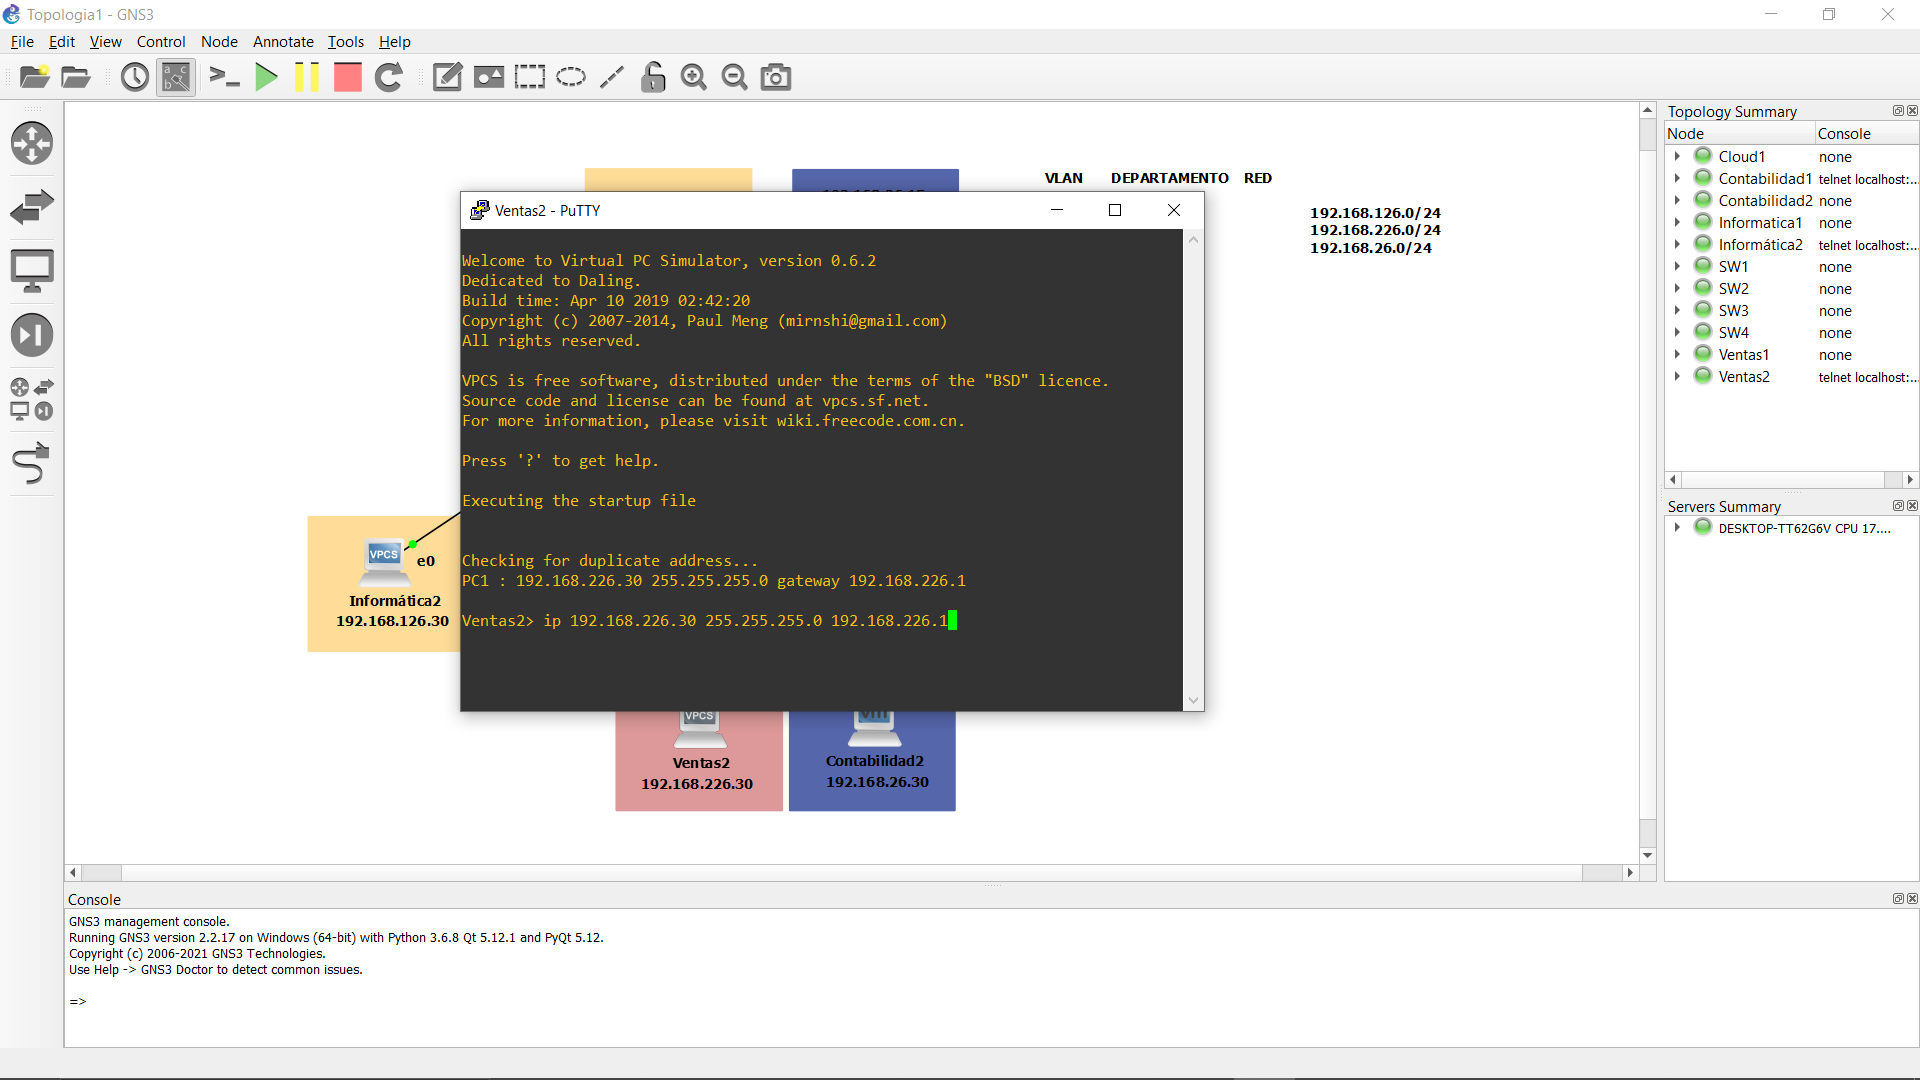 Topologia1 - GNS3
File Edit View Control Node Annotate Tools Help
VLAN DEPARTAMENTO RED
192.168.126.0/24
192.168.226.0/24
192.168.26.0/24
Ventas2 - PuTTY
Welcome to Virtual PC Simulator, version 0.6.2
Dedicated to Daling.
Build time: Apr 10 2019 02:42:20
Copyright (c) 2007-2014, Paul Meng (mirnshi@gmail.com)
All rights reserved.
VPCS is free software, distributed under the terms of the "BSD" licence.
Source code and license can be found at vpcs.sf.net.
For more information, please visit wiki.freecode.com.cn.
Press '?' to get help.
Executing the startup file
Checking for duplicate address...
PC1 : 192.168.226.30 255.255.255.0 gateway 192.168.226.1
Ventas2> ip 192.168.226.30 255.255.255.0 192.168.226.1
VPCS
e0
Informática2
192.168.126.30
VPCS
Ventas2
192.168.226.30
Contabilidad2
192.168.26.30
Topology Summary
Node Console
Cloud1 none
Contabilidad1 telnet localhost:...
Contabilidad2 none
Informatica1 none
Informática2 telnet localhost:...
SW1 none
SW2 none
SW3 none
SW4 none
Ventas1 none
Ventas2 telnet localhost:...
Servers Summary
DESKTOP-TT62G6V CPU 17....
Console
GNS3 management console.
Running GNS3 version 2.2.17 on Windows (64-bit) with Python 3.6.8 Qt 5.12.1 and PyQt 5.12.
Copyright (c) 2006-2021 GNS3 Technologies.
Use Help -> GNS3 Doctor to detect common issues.
=>